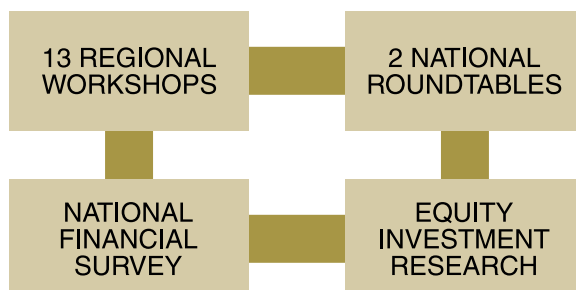 13 REGIONAL
WORKSHOPS
2 NATIONAL
ROUNDTABLES
NATIONAL
FINANCIAL
SURVEY
EQUITY
INVESTMENT
RESEARCH